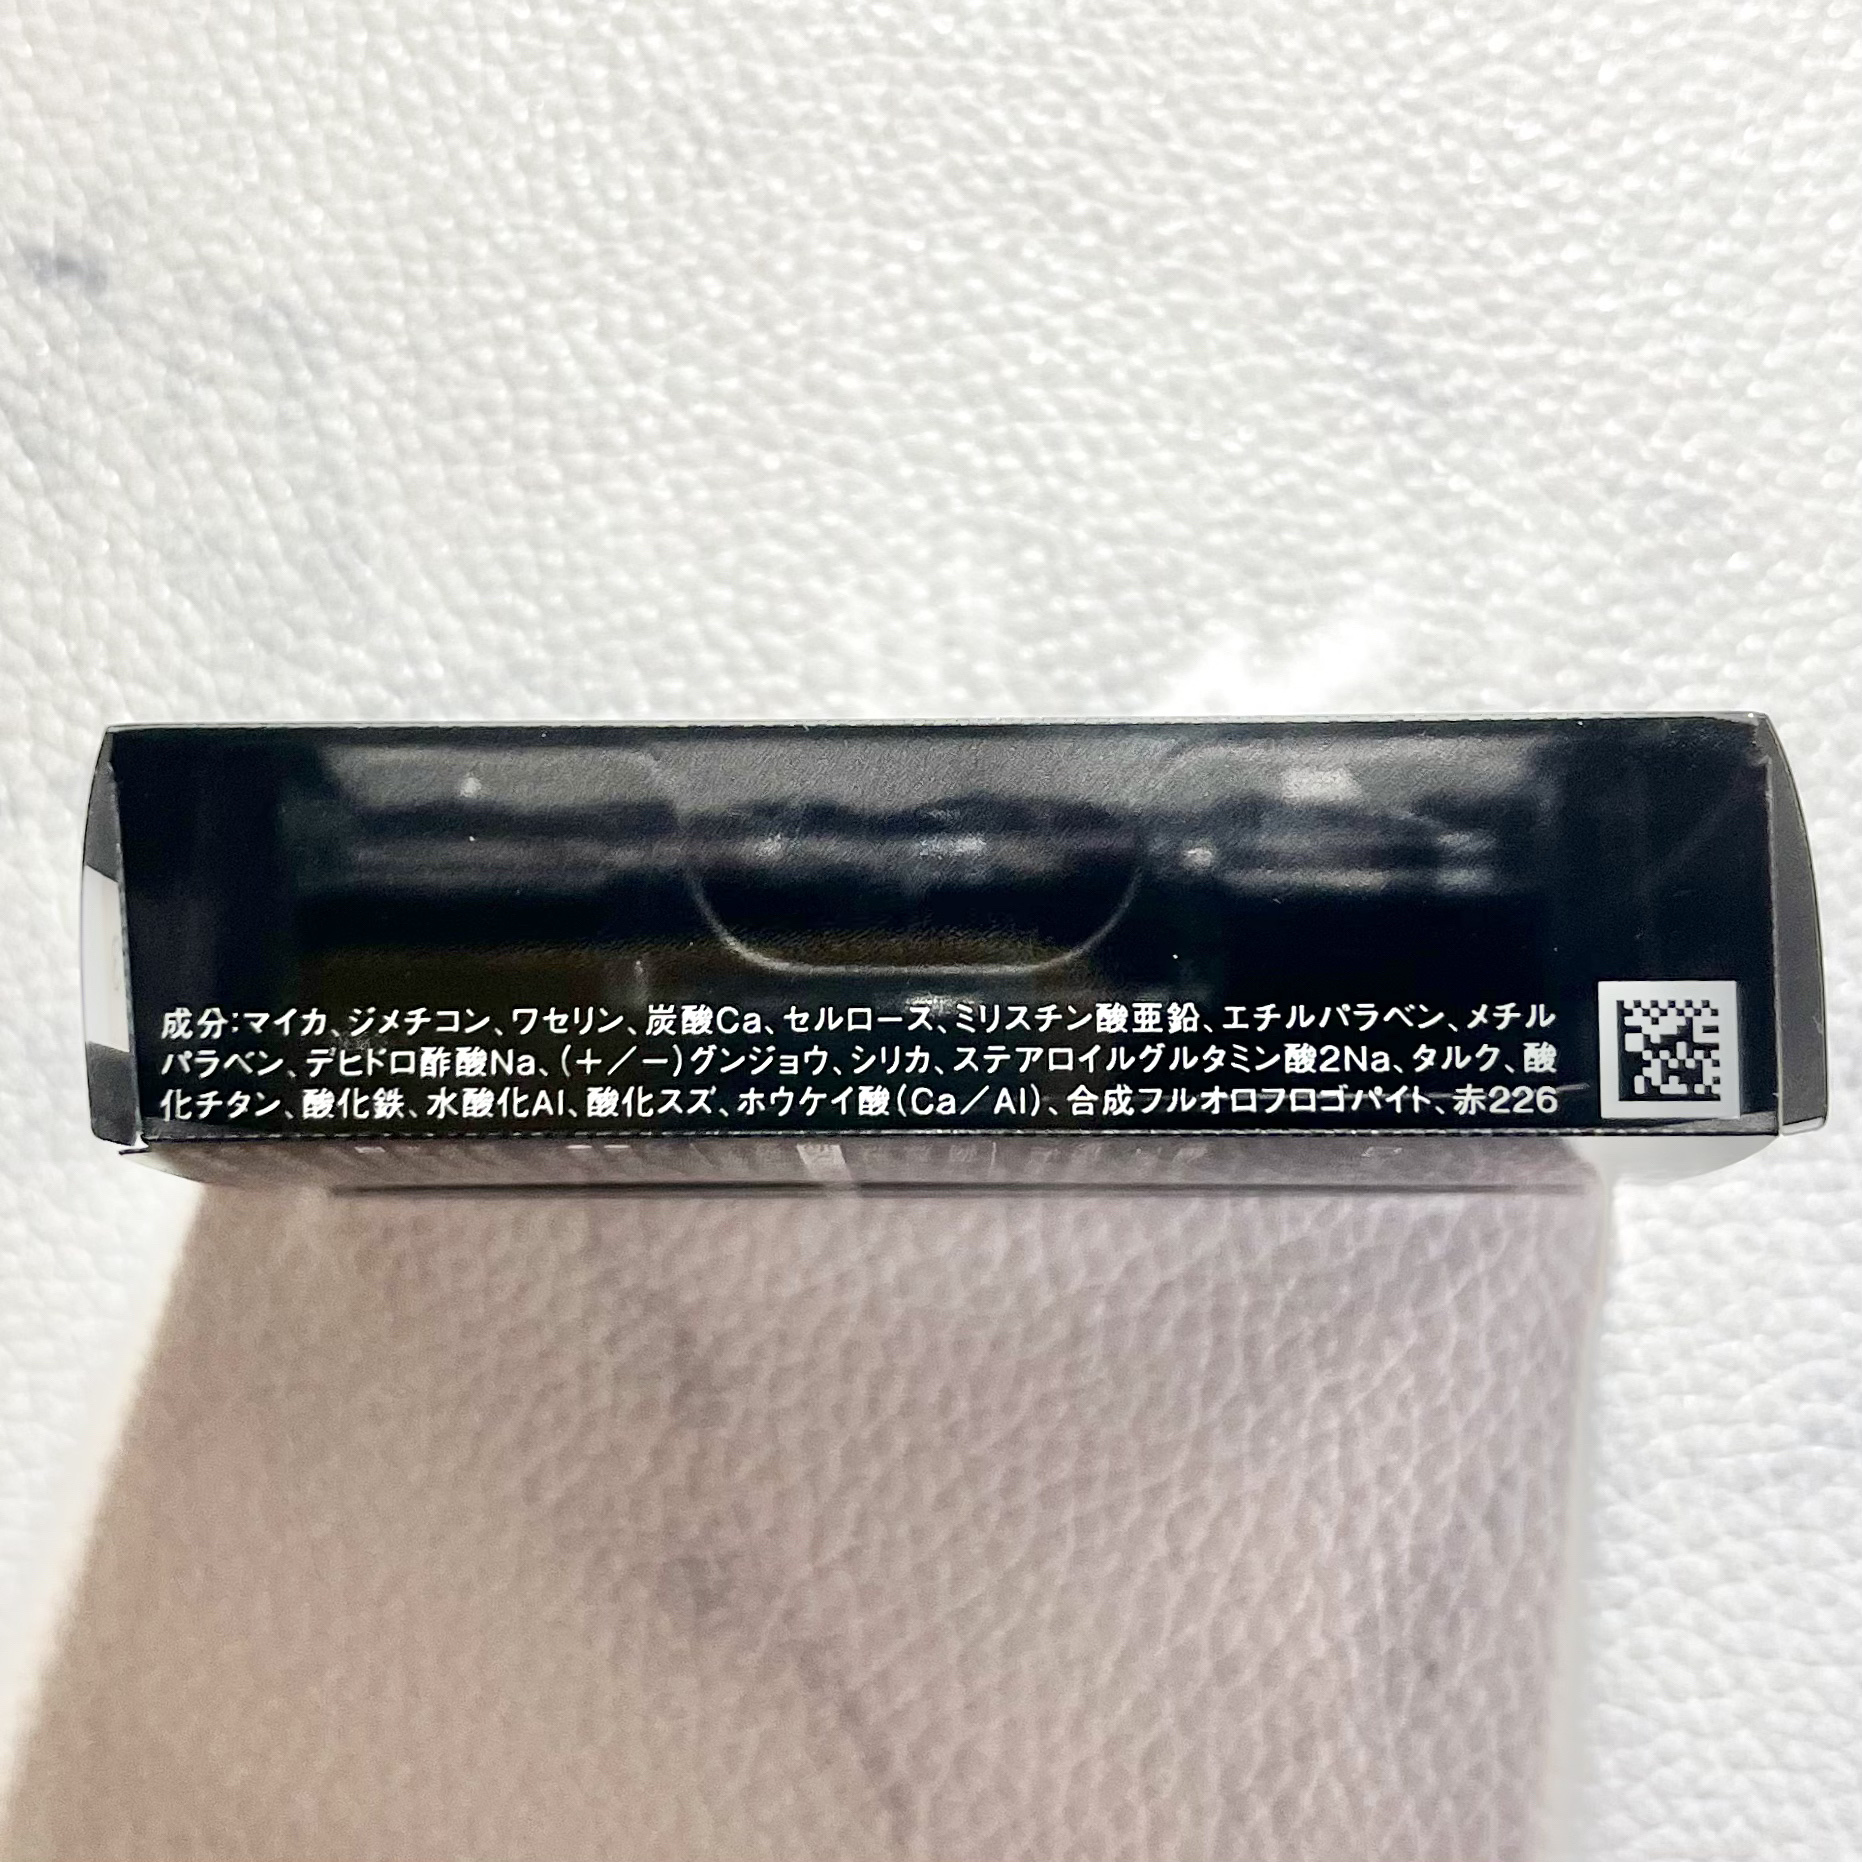 成分:マイカ、ジメチコン、ワセリン、炭酸Ca、セルロース、ミリスチン酸亜鉛、エチルパラベン、メチル
パラベン、デヒドロ酢酸Na、(+/−)グンジョウ、シリカ、ステアロイルグルタミン酸2Na、タルク、酸
化チタン、酸化鉄、水酸化Al、酸化スズ、ホウケイ酸(Ca/Al)、合成フルオロフロゴパイト、赤226